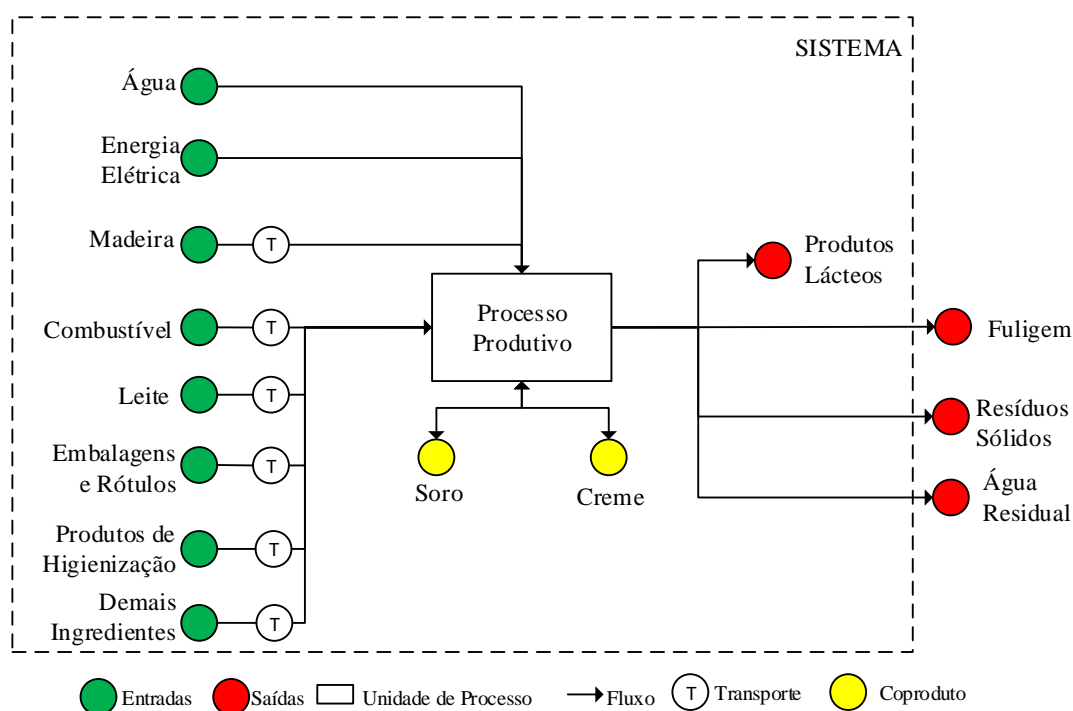 SISTEMA
Água
Energia
Elétrica
Madeira
T
Combustível
T
Leite
T
Embalagens
e Rótulos
T
Produtos de
Higienização
T
Demais
Ingredientes
T
Processo
Produtivo
Soro
Creme
Produtos
Lácteos
Fuligem
Resíduos
Sólidos
Água
Residual
Entradas
Saídas
Unidade de Processo
Fluxo
T
Transporte
Coproduto